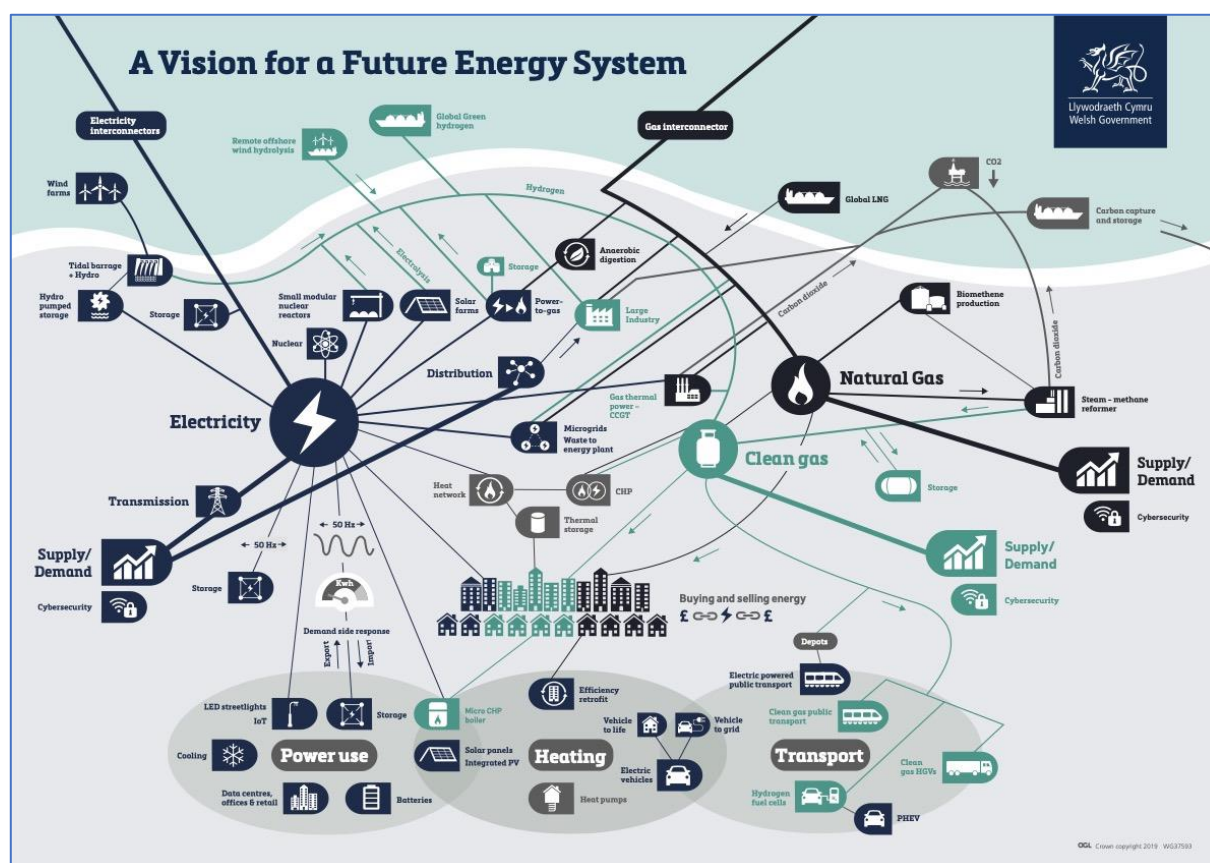 A Vision for a Future Energy System
Llywodraeth Cymru
Welsh Government
Electricity
interconnectors
Global Green
hydrogen
Gas interconnector
Remote offshore
wind hydrolysis
CO2
Wind
farms
Hydrogen
Global LNG
Carbon capture
and storage
Tidal barrage
+ Hydro
Electrolysis
Storage
Anaerobic
digestion
Hydro
pumped
storage
Storage
Small modular
nuclear
reactors
Solar
farms
Power-
to-gas
Large
Industry
Carbon dioxide
Biomethene
production
Carbon dioxide
Nuclear
Distribution
Natural Gas
Gas thermal
power –
CCGT
Steam – methane
reformer
Electricity
Microgrids
Waste to
energy plant
Clean gas
Heat
network
CHP
Storage
Supply/
Demand
Transmission
Thermal
storage
Cybersecurity
50 Hz
50 Hz
Supply/
Demand
Storage
Kwh
Supply/
Demand
Cybersecurity
Buying and selling energy
£ £
Cybersecurity
Demand side response
Export
Impor
Depots
Electric powered
public transport
LED streetlights
IoT
Storage
Micro CHP
boiler
Efficiency
retrofit
Vehicle
to life
Vehicle
to grid
Clean gas public
transport
Cooling
Power use
Solar panels
Integrated PV
Heating
Electric
vehicles
Transport
Clean
gas HGVs
Data centres,
offices & retail
Batteries
Heat pumps
Hydrogen
fuel cells
PHEV
OGL Crown copyright 2019 WG37593